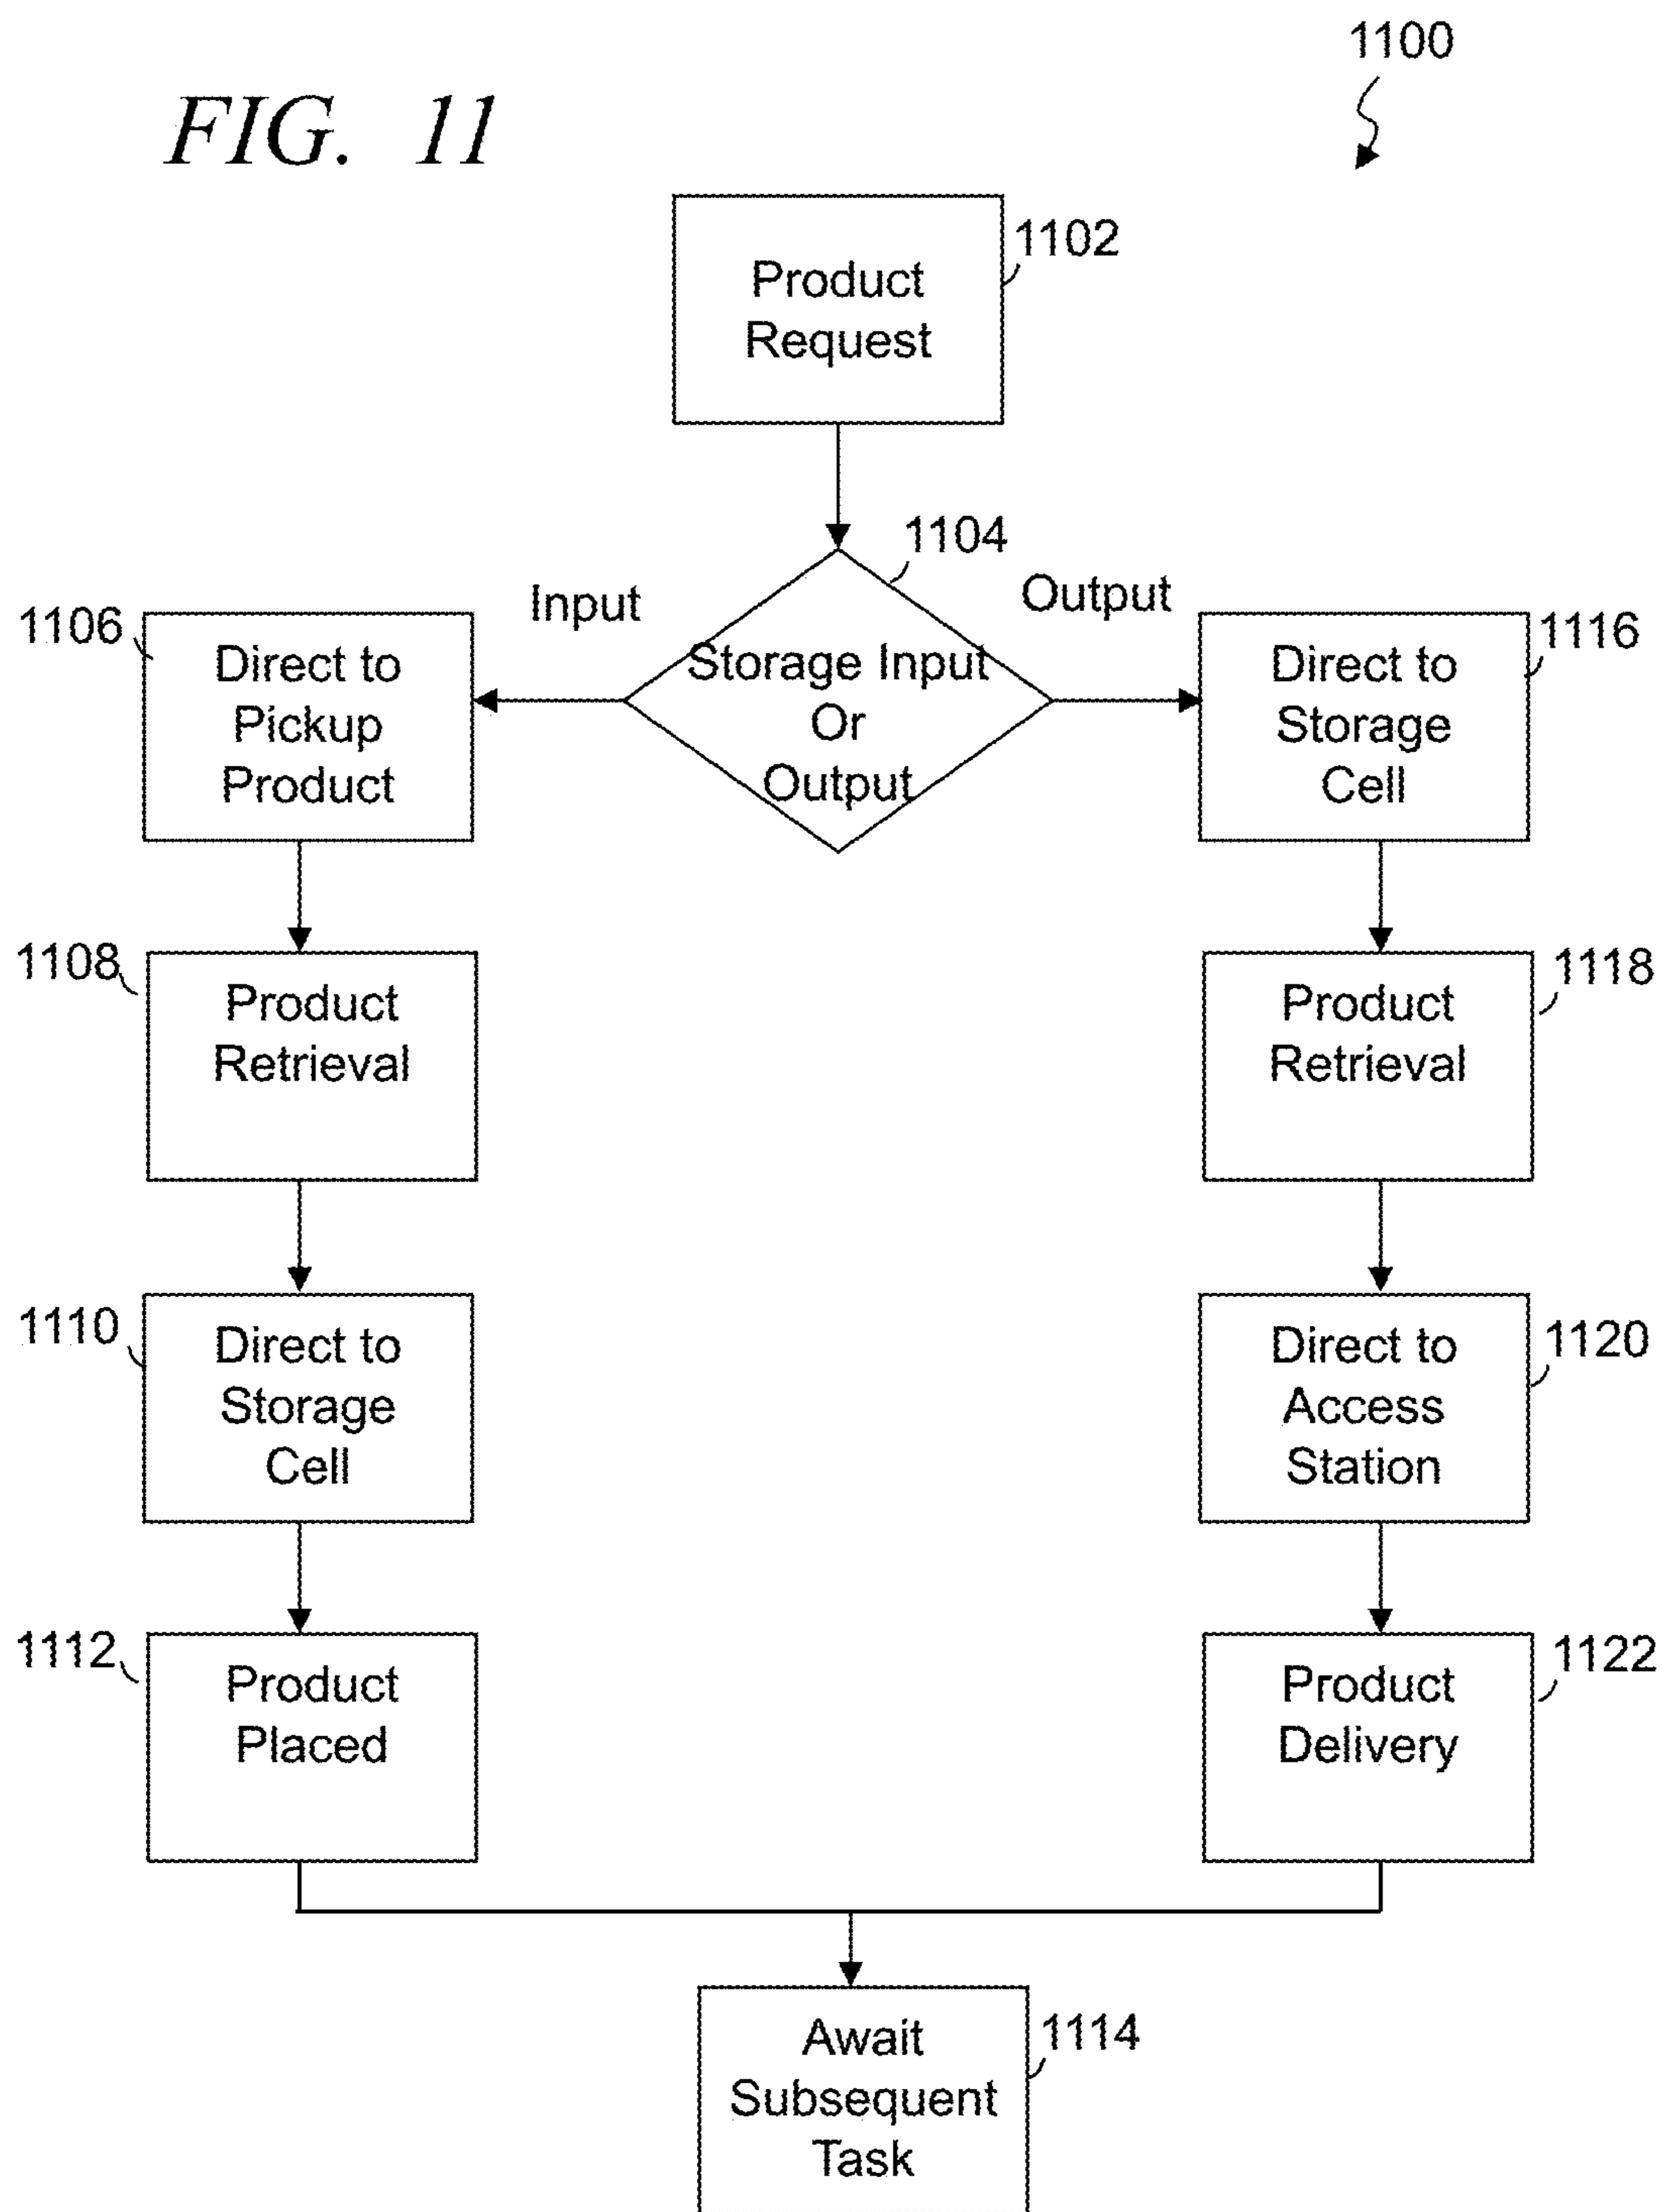 1100
FIG. 11
1102
Product
Request
1104
Input
Output
Storage Input
Or
Output
1106
Direct to
Pickup
Product
1116
Direct to
Storage
Cell
1108
Product
Retrieval
1118
Product
Retrieval
1110
Direct to
Storage
Cell
1120
Direct to
Access
Station
1112
Product
Placed
1122
Product
Delivery
1114
Await
Subsequent
Task